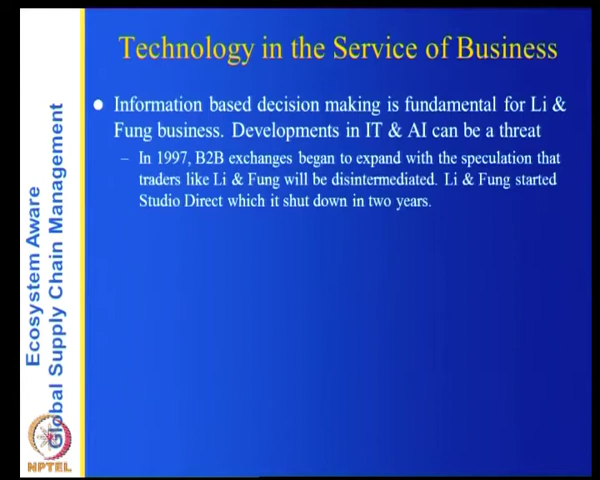 Technology in the Service of Business
Information based decision making is fundamental for Li &
Fung business. Developments in IT & AI can be a threat
– In 1997, B2B exchanges began to expand with the speculation that
traders like Li & Fung will be disintermediated. Li & Fung started
Studio Direct which it shut down in two years.
Ecosystem Aware
Global Supply Chain Management
NPTEL